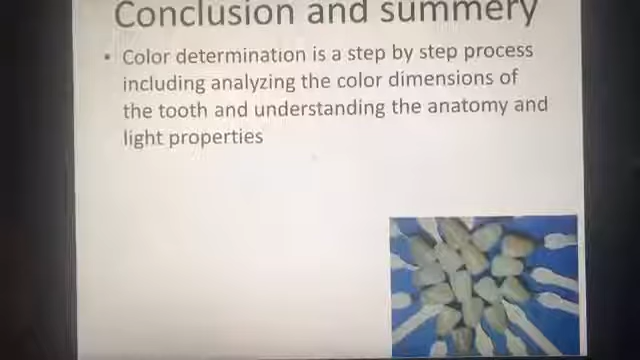 Conclusion and summery
• Color determination is a step by step process
including analyzing the color dimensions of
the tooth and understanding the anatomy and
light properties